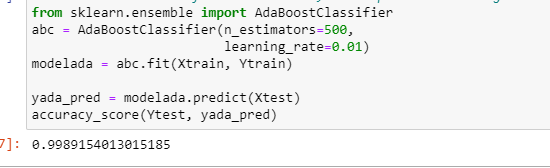 from sklearn.ensemble import AdaBoostClassifier
abc = AdaBoostClassifier(n_estimators=500,
                         learning_rate=0.01)
modelada = abc.fit(Xtrain, Ytrain)

yada_pred = modelada.predict(Xtest)
accuracy_score(Ytest, yada_pred)
7]: 0.9989154013015185